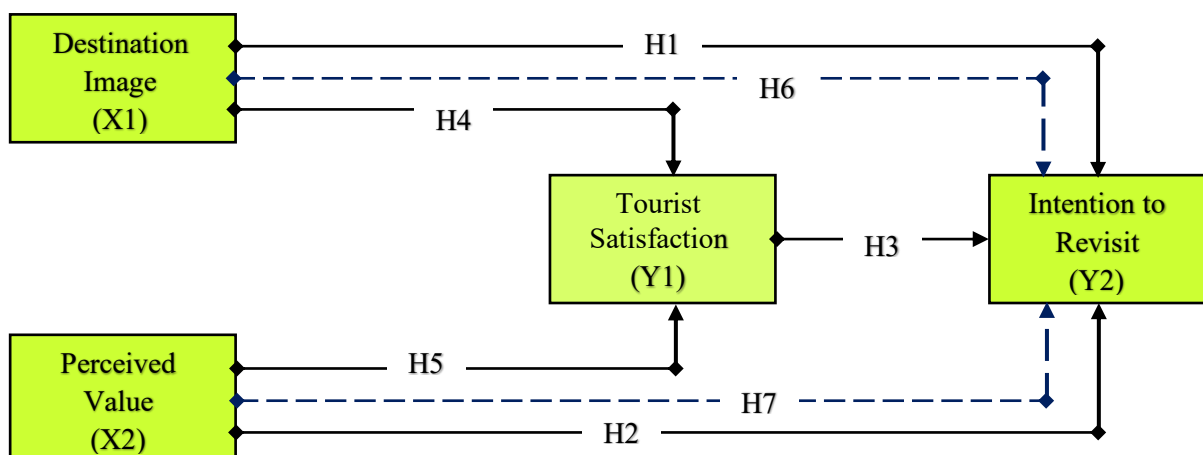 Destination
Image
(X1)
H1
H6
H4
Tourist
Satisfaction
(Y1)
H3
Intention to
Revisit
(Y2)
Perceived
Value
(X2)
H5
H7
H2